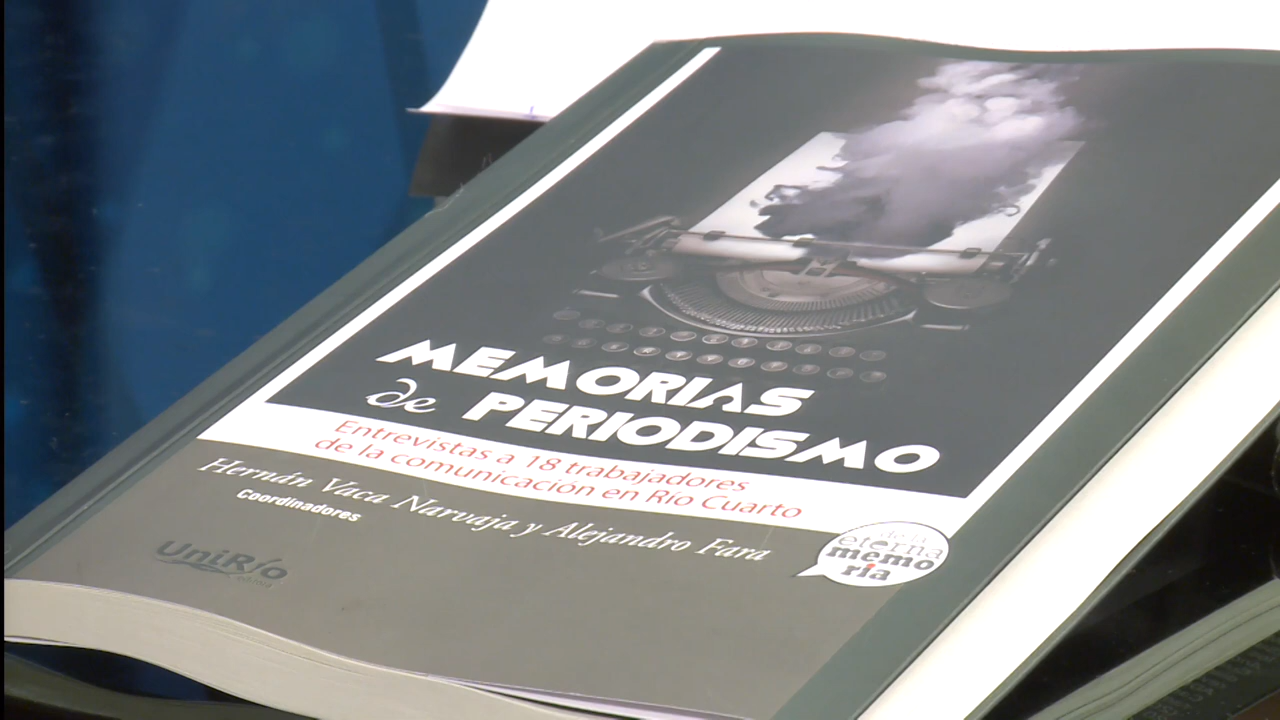 MEMORIAS
de PERIODISMO
Entrevistas a 18 trabajadores
de la comunicación en Río Cuarto
Hernán Vaca Narvaja y Alejandro Fara
Coordinadores
UniRío
editora
de la
eterna
memo
ria